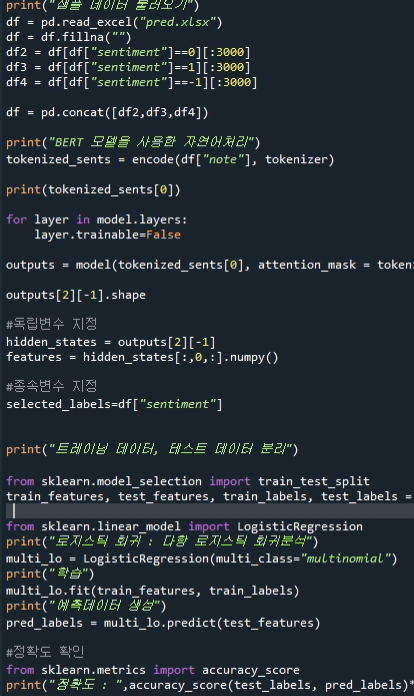 print("샘플 데이터 불러오기")
df = pd.read_excel("pred.xlsx")
df = df.fillna("")
df2 = df[df["sentiment"]==0][:3000]
df3 = df[df["sentiment"]==1][:3000]
df4 = df[df["sentiment"]==-1][:3000]
df = pd.concat([df2,df3,df4])
print("BERT 모델을 사용한 자연어처리")
tokenized_sents = encode(df["note"], tokenizer)
print(tokenized_sents[0])
for layer in model.layers:
    layer.trainable=False
outputs = model(tokenized_sents[0], attention_mask = token
outputs[2][-1].shape
#독립변수 지정
hidden_states = outputs[2][-1]
features = hidden_states[:,0,:].numpy()
#종속변수 지정
selected_labels=df["sentiment"]
print("트레이닝 데이터, 테스트 데이터 분리")
from sklearn.model_selection import train_test_split
train_features, test_features, train_labels, test_labels =
from sklearn.linear_model import LogisticRegression
print("로지스틱 회귀 : 다항 로지스틱 회귀분석")
multi_lo = LogisticRegression(multi_class="multinomial")
print("학습")
multi_lo.fit(train_features, train_labels)
print("예측데이터 생성")
pred_labels = multi_lo.predict(test_features)
#정확도 확인
from sklearn.metrics import accuracy_score
print("정확도 : ",accuracy_score(test_labels, pred_labels)*